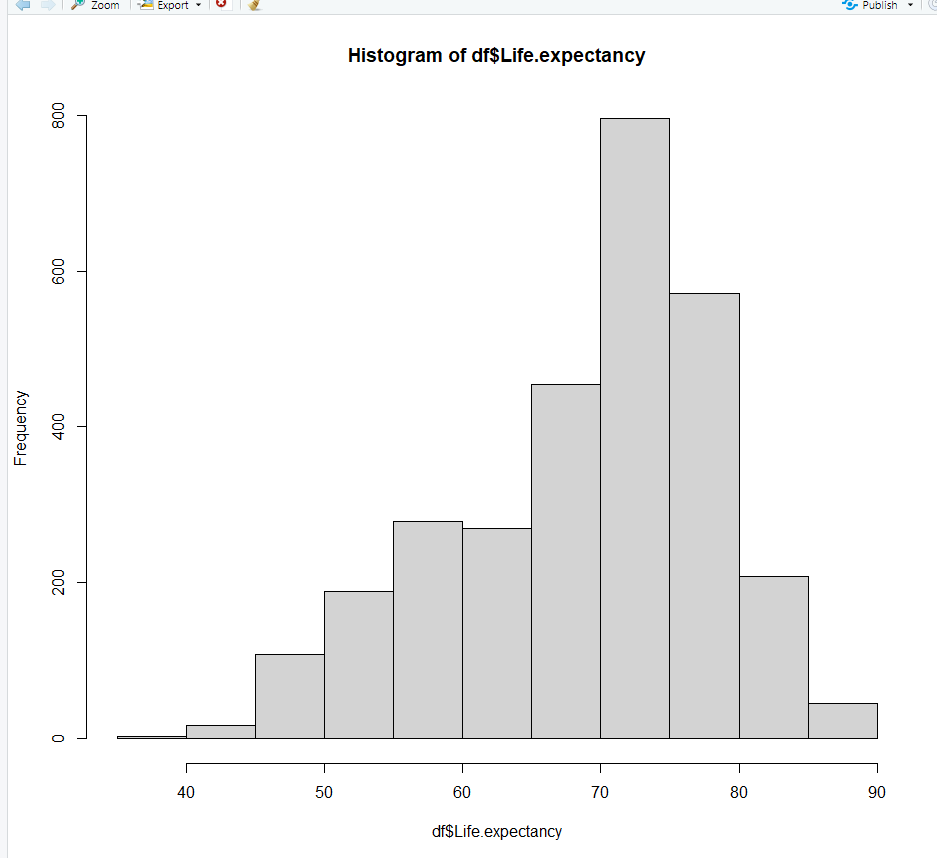 Zoom Export Publish
Histogram of df$Life.expectancy
800
600
400
200
0
Frequency
40 50 60 70 80 90
df$Life.expectancy